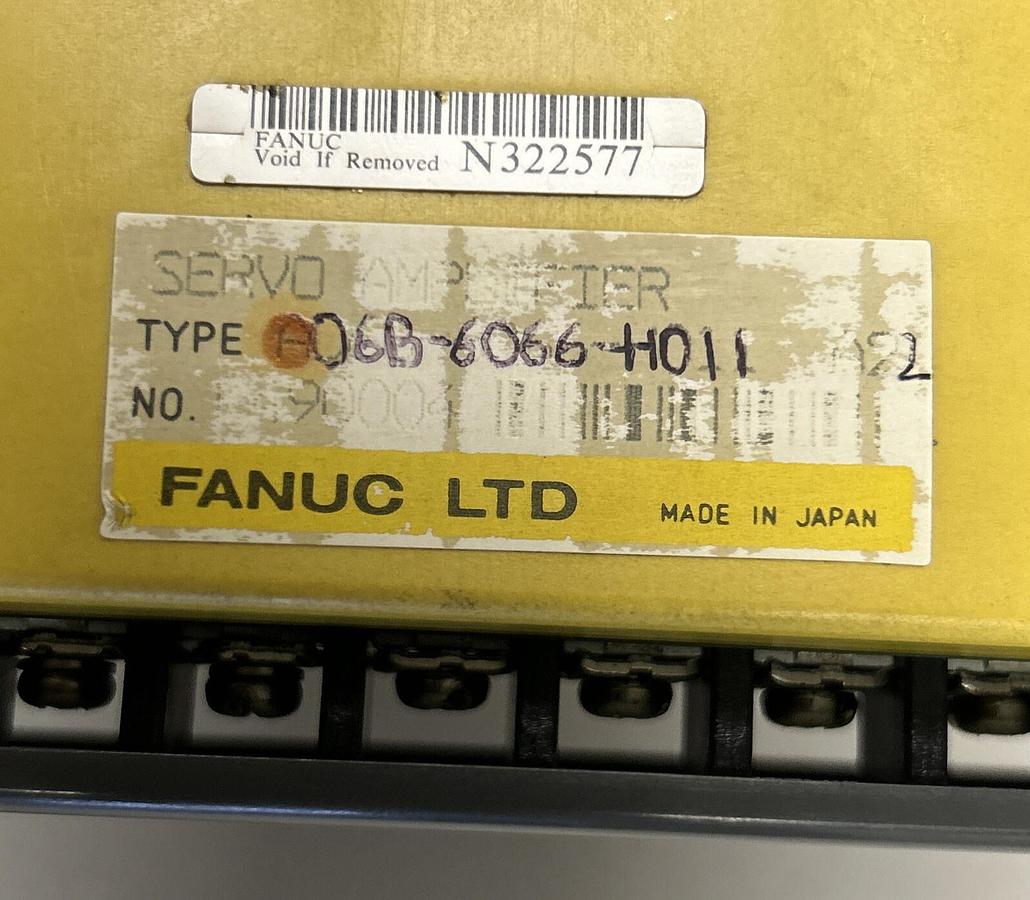 FANUC
Void If Removed N322577
SERVO AMPLIFIER
TYPE A06B-6066-H011
NO.
FANUC LTD MADE IN JAPAN